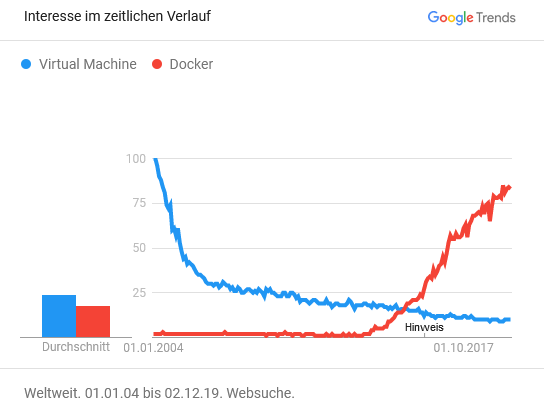 Interesse im zeitlichen Verlauf
Google Trends
Virtual Machine
Docker
100
75
50
25
Hinweis
Durchschnitt
01.01.2004
01.10.2017
Weltweit. 01.01.04 bis 02.12.19. Websuche.